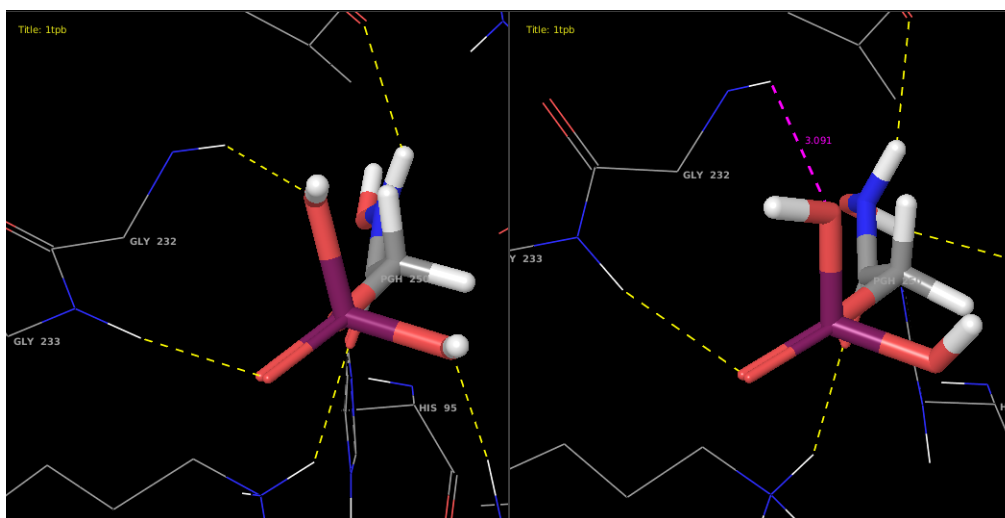 Title: 1tpb
GLY 232
PGH 250
GLY 233
HIS 95
Title: 1tpb
3.091
GLY 232
Y 233
PGH
H